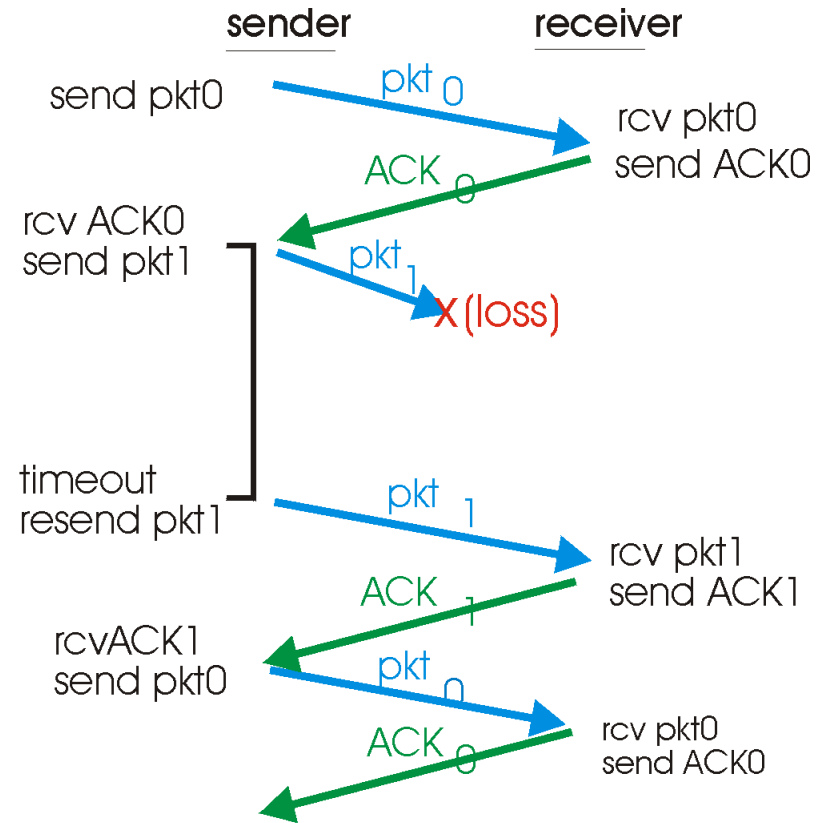 sender
receiver
send pkt0
pkt 0
rcv pkt0
send ACK0
ACK 0
rcv ACK0
send pkt1
pkt 1
X (loss)
timeout
resend pkt1
pkt 1
rcv pkt1
send ACK1
ACK 1
rcvACK1
send pkt0
pkt 0
rcv pkt0
send ACK0
ACK 0